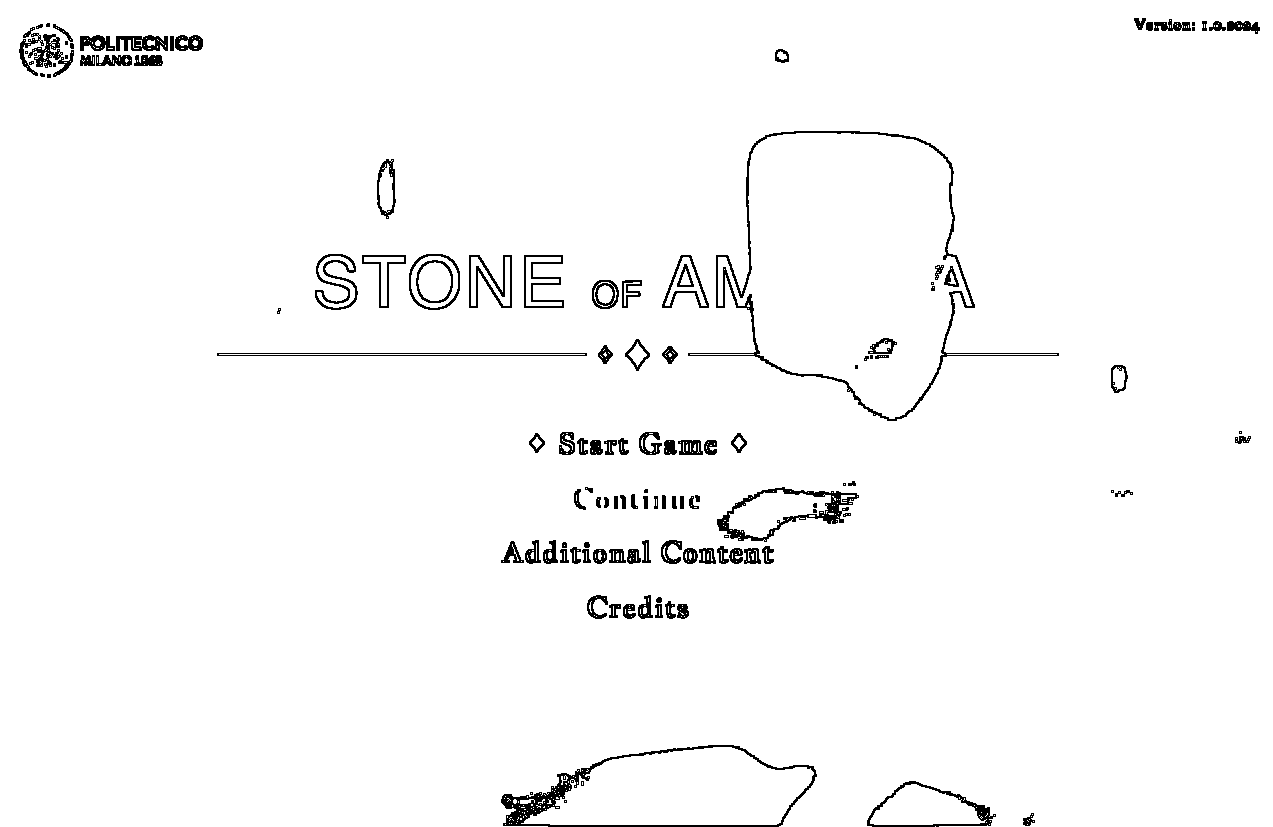 POLITECNICO
MILANO 1863
Version: 1.0.2024
STONE OF AM A
Start Game
Continue
Additional Content
Credits